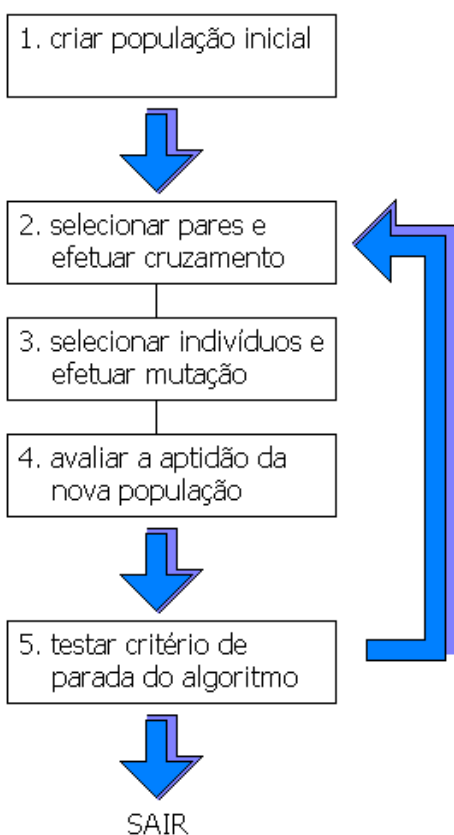 1. criar população inicial
2. selecionar pares e
efetuar cruzamento
3. selecionar indivíduos e
efetuar mutação
4. avaliar a aptidão da
nova população
5. testar critério de
parada do algoritmo
SAIR